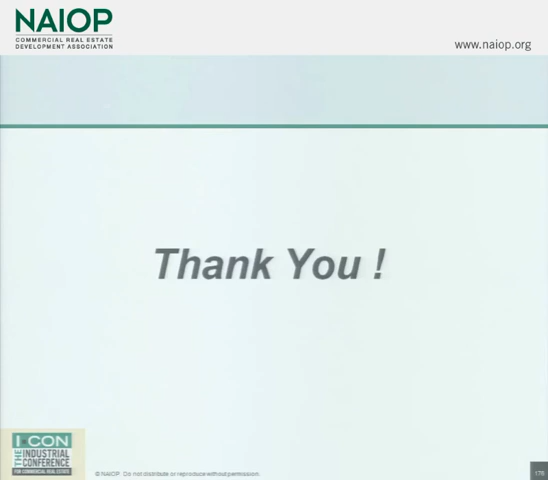 NAIOP
COMMERCIAL REAL ESTATE
DEVELOPMENT ASSOCIATION
www.naiop.org
Thank You !
I.CON
THE INDUSTRIAL
CONFERENCE
FOR COMMERCIAL REAL ESTATE
© NAIOP. Do not distribute or reproduce without permission.